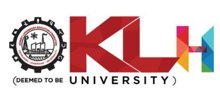 KLH
(DEEMED TO BE UNIVERSITY)